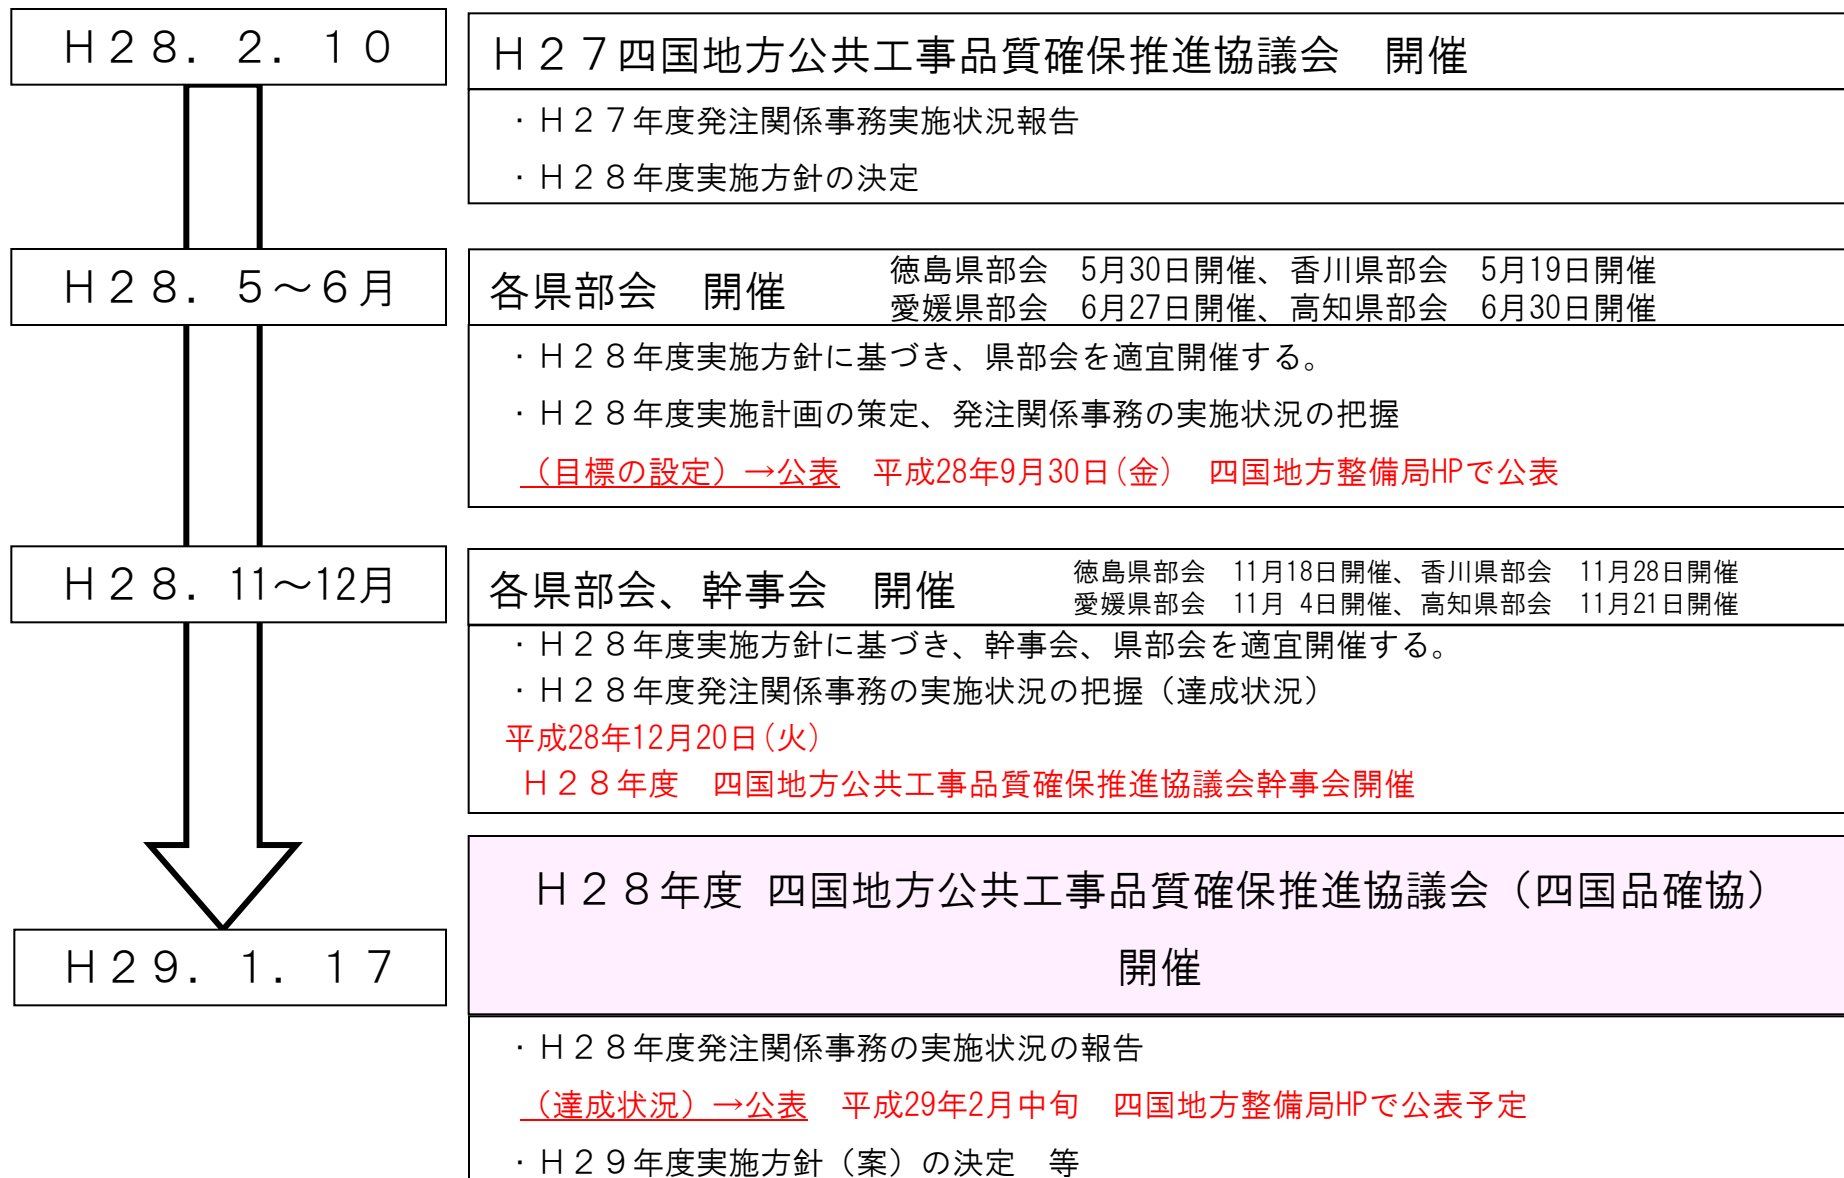 Ｈ２８．２．１０
Ｈ２７四国地方公共工事品質確保推進協議会　開催
・Ｈ２７年度発注関係事務実施状況報告
・Ｈ２８年度実施方針の決定
Ｈ２８．５～６月
各県部会　開催
徳島県部会　5月30日開催、香川県部会　5月19日開催
愛媛県部会　6月27日開催、高知県部会　6月30日開催
・Ｈ２８年度実施方針に基づき、県部会を適宜開催する。
・Ｈ２８年度実施計画の策定、発注関係事務の実施状況の把握
（目標の設定）→公表　平成28年9月30日(金)　四国地方整備局HPで公表
Ｈ２８．11～12月
各県部会、幹事会　開催
徳島県部会　11月18日開催、香川県部会　11月28日開催
愛媛県部会　11月 4日開催、高知県部会　11月21日開催
・Ｈ２８年度実施方針に基づき、幹事会、県部会を適宜開催する。
・Ｈ２８年度発注関係事務の実施状況の把握（達成状況）
平成28年12月20日(火)
Ｈ２８年度　四国地方公共工事品質確保推進協議会幹事会開催
Ｈ２９．１．１７
Ｈ２８年度 四国地方公共工事品質確保推進協議会（四国品確協）
開催
・Ｈ２８年度発注関係事務の実施状況の報告
（達成状況）→公表　平成29年2月中旬　四国地方整備局HPで公表予定
・Ｈ２９年度実施方針（案）の決定　等